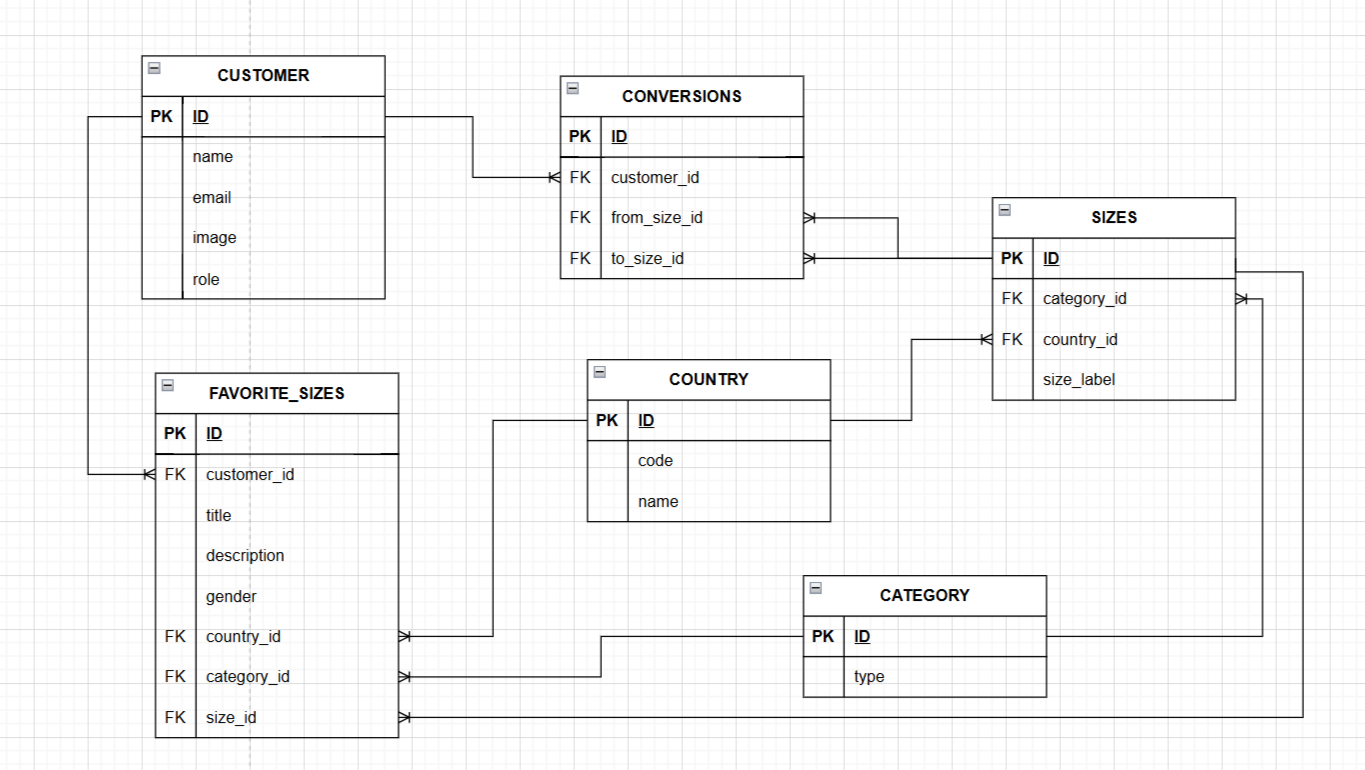 CUSTOMER
PK ID
name
email
image
role
CONVERSIONS
PK ID
FK customer_id
FK from_size_id
FK to_size_id
SIZES
PK ID
FK category_id
FK country_id
size_label
FAVORITE_SIZES
PK ID
FK customer_id
title
description
gender
FK country_id
FK category_id
FK size_id
COUNTRY
PK ID
code
name
CATEGORY
PK ID
type